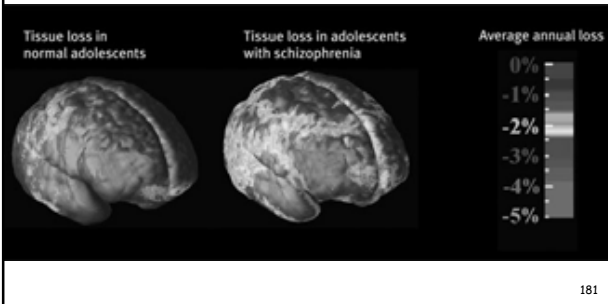 Tissue loss in
normal adolescents
Tissue loss in adolescents
with schizophrenia
Average annual loss
0%
-1%
-2%
-3%
-4%
-5%
181